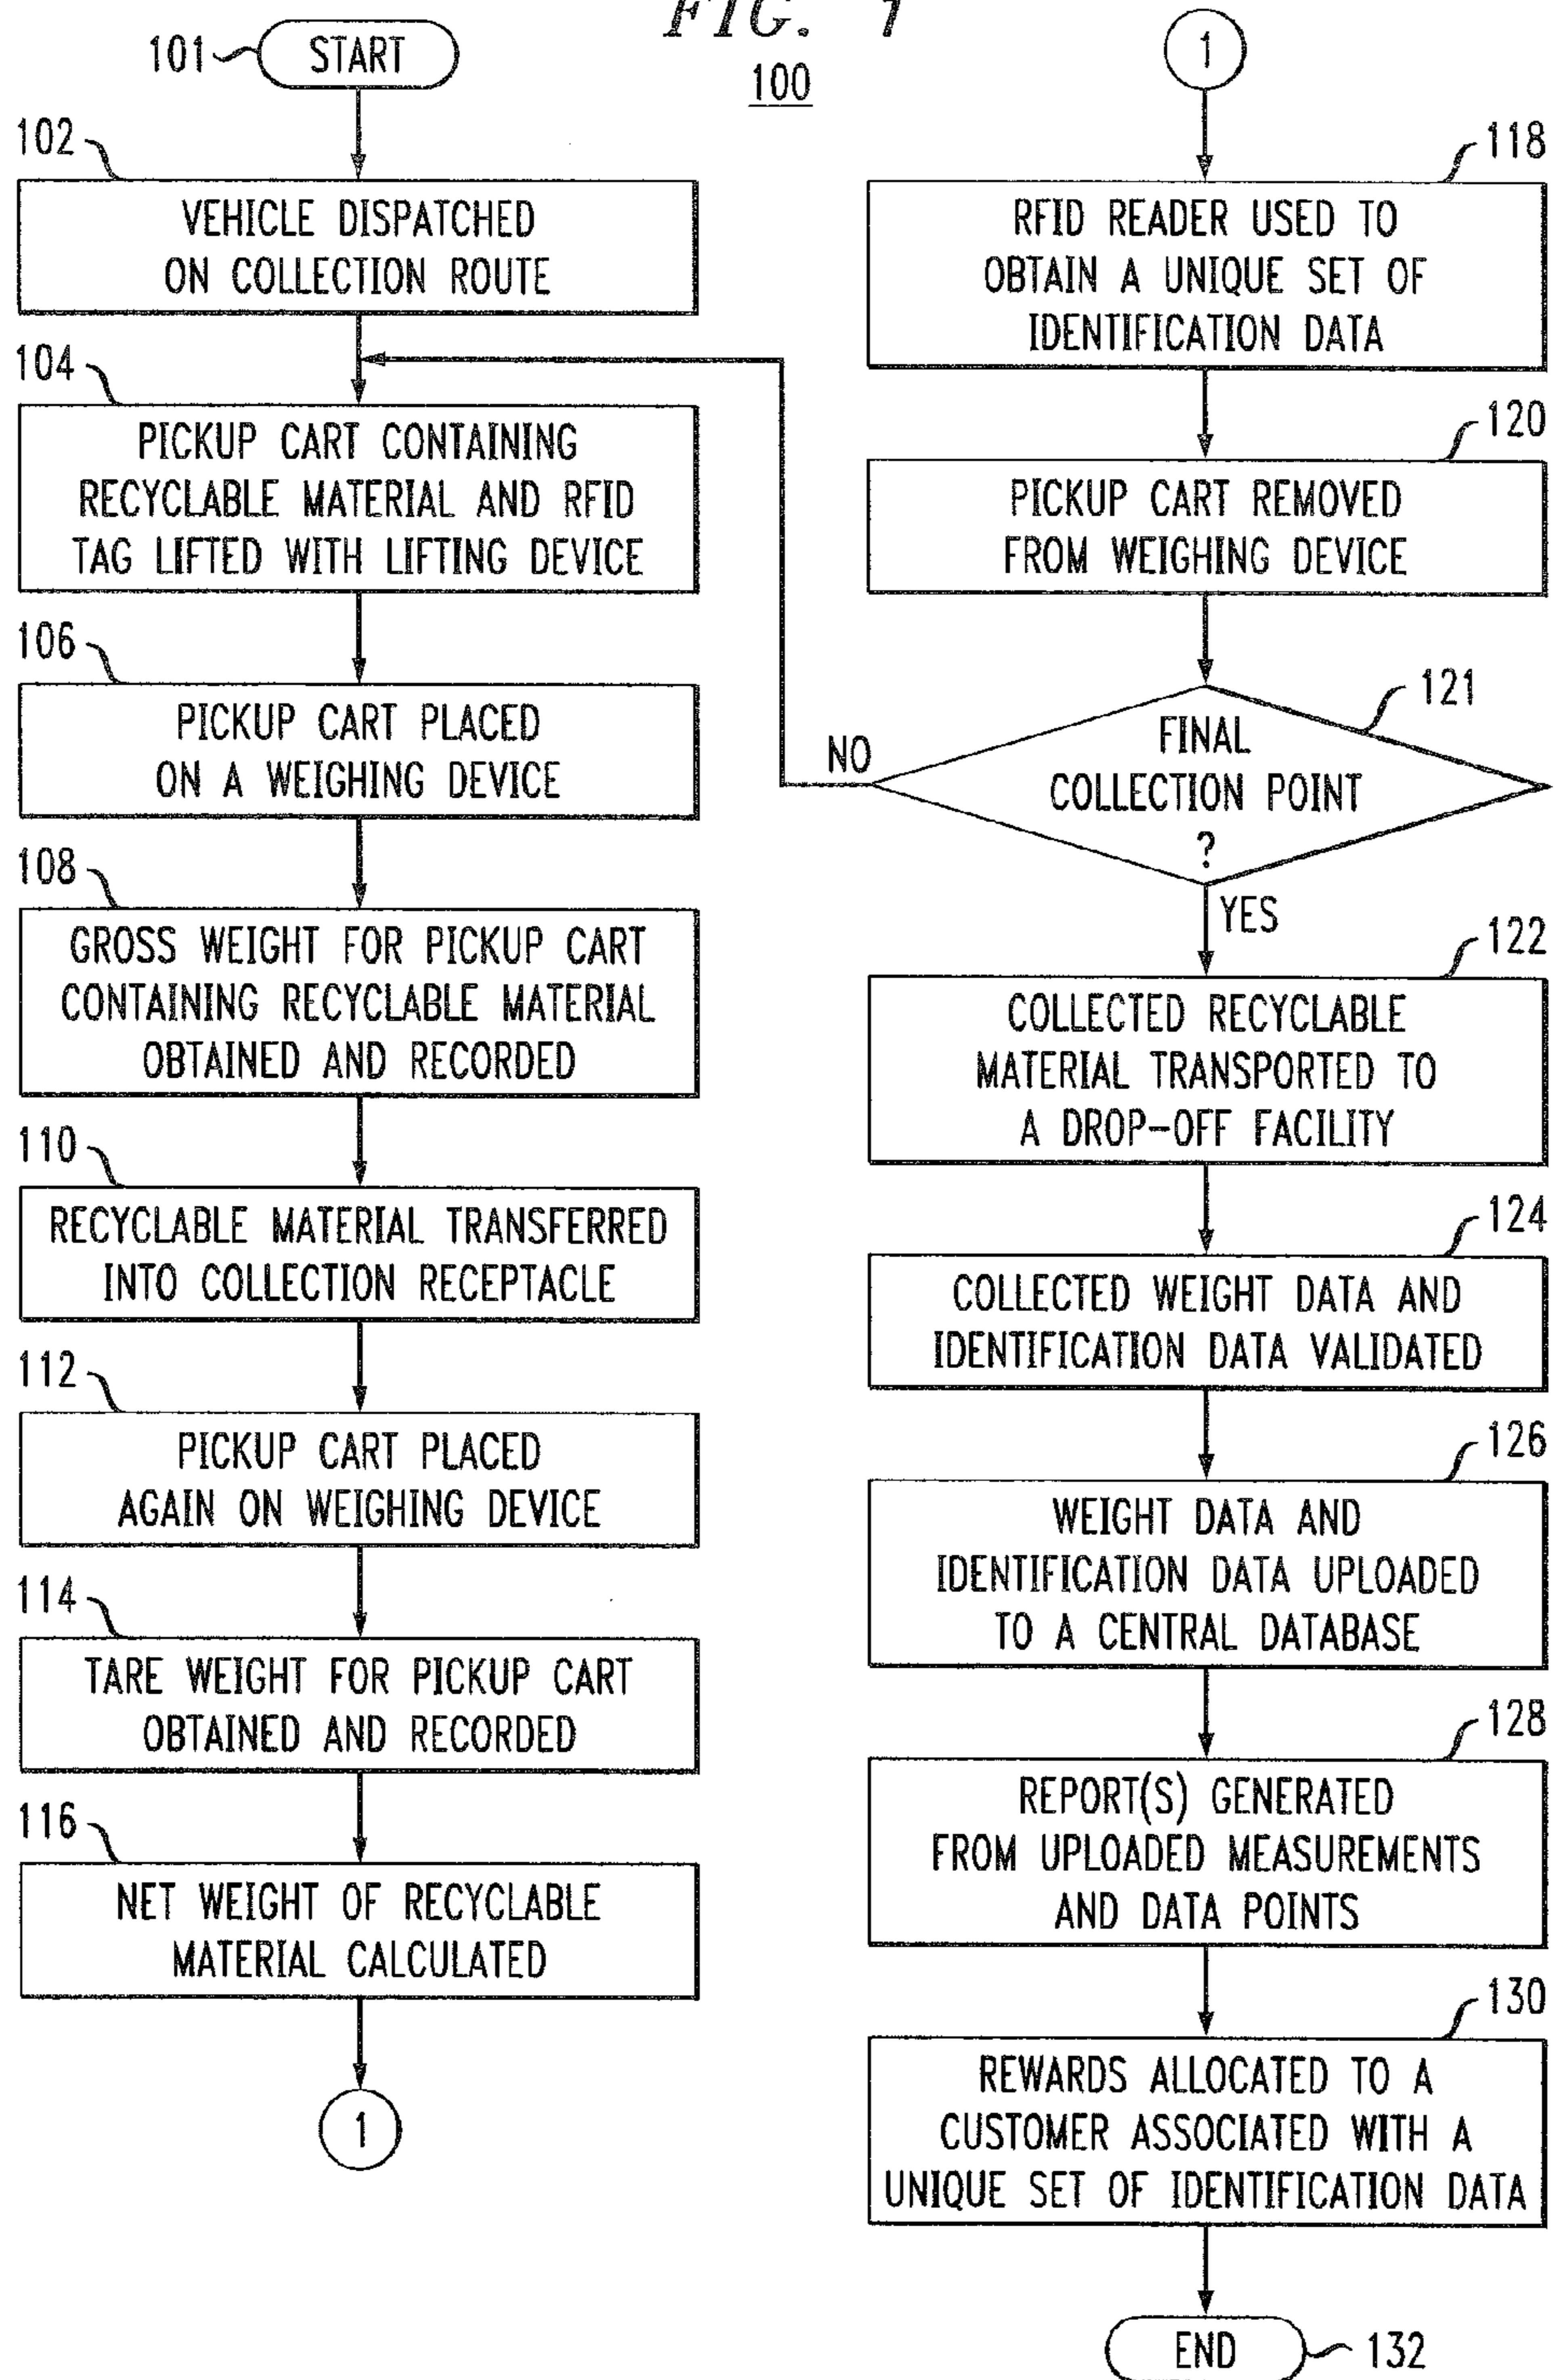 FIG. 1
100
101
START
102
VEHICLE DISPATCHED
ON COLLECTION ROUTE
104
PICKUP CART CONTAINING
RECYCLABLE MATERIAL AND RFID
TAG LIFTED WITH LIFTING DEVICE
106
PICKUP CART PLACED
ON A WEIGHING DEVICE
108
GROSS WEIGHT FOR PICKUP CART
CONTAINING RECYCLABLE MATERIAL
OBTAINED AND RECORDED
110
RECYCLABLE MATERIAL TRANSFERRED
INTO COLLECTION RECEPTACLE
112
PICKUP CART PLACED
AGAIN ON WEIGHING DEVICE
114
TARE WEIGHT FOR PICKUP CART
OBTAINED AND RECORDED
116
NET WEIGHT OF RECYCLABLE
MATERIAL CALCULATED
1
1
118
RFID READER USED TO
OBTAIN A UNIQUE SET OF
IDENTIFICATION DATA
120
PICKUP CART REMOVED
FROM WEIGHING DEVICE
121
FINAL
COLLECTION POINT
?
NO
YES
122
COLLECTED RECYCLABLE
MATERIAL TRANSPORTED TO
A DROP-OFF FACILITY
124
COLLECTED WEIGHT DATA AND
IDENTIFICATION DATA VALIDATED
126
WEIGHT DATA AND
IDENTIFICATION DATA UPLOADED
TO A CENTRAL DATABASE
128
REPORT(S) GENERATED
FROM UPLOADED MEASUREMENTS
AND DATA POINTS
130
REWARDS ALLOCATED TO A
CUSTOMER ASSOCIATED WITH A
UNIQUE SET OF IDENTIFICATION DATA
END
132